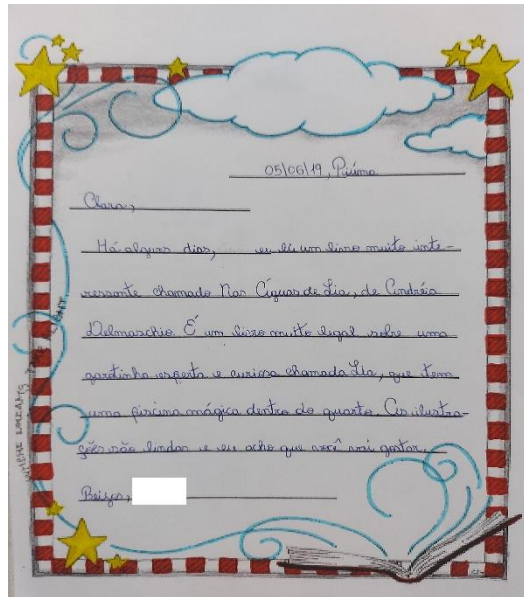 05/06/19, Piúma
Clara,
Há alguns dias, eu li um livro muito inte-
ressante chamado Nas Águas de Lia, de Andréia
Delmaschio. É um livro muito legal sobre uma
garotinha esperta e curiosa chamada Lia, que tem
uma piscina mágica dentro do quarto. As ilustra-
ções são lindas e eu acho que você vai gostar.
Beijos,